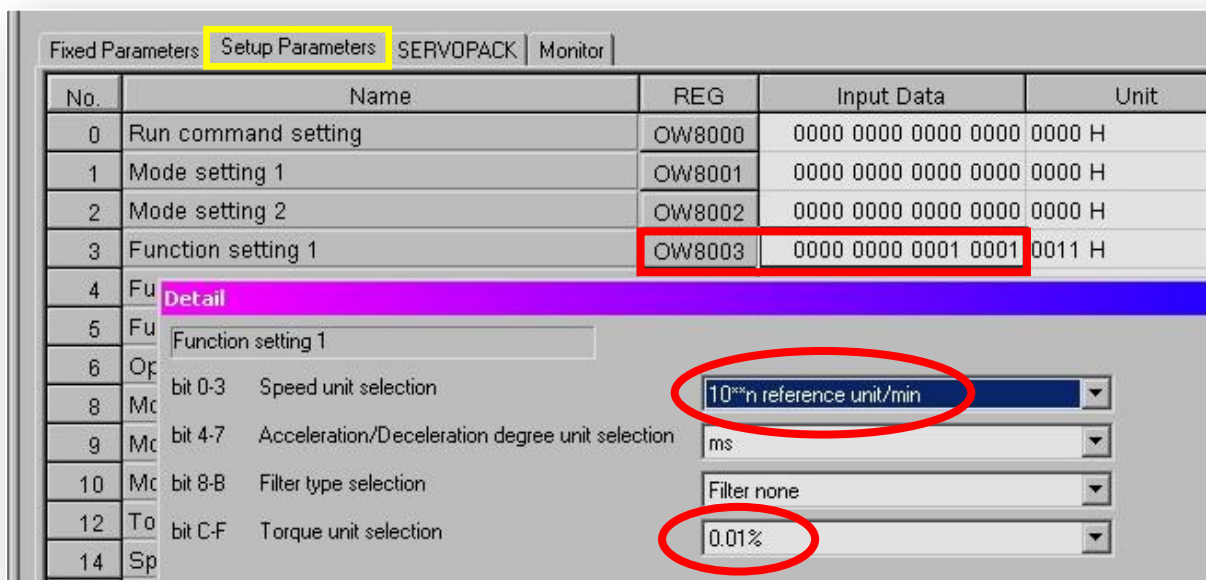 Fixed Parameters Setup Parameters SERVOPACK Monitor
No. Name REG Input Data Unit
0 Run command setting OW8000 0000 0000 0000 0000 0000 H
1 Mode setting 1 OW8001 0000 0000 0000 0000 0000 H
2 Mode setting 2 OW8002 0000 0000 0000 0000 0000 H
3 Function setting 1 OW8003 0000 0000 0001 0001 0011 H
4 Fu
Detail
5 Fu
Function setting 1
6 Op
bit 0-3 Speed unit selection 10**n reference unit/min
8 Mo
bit 4-7 Acceleration/Deceleration degree unit selection ms
9 Mo
10 Mo
bit 8-B Filter type selection Filter none
12 To
bit C-F Torque unit selection 0.01%
14 Sp